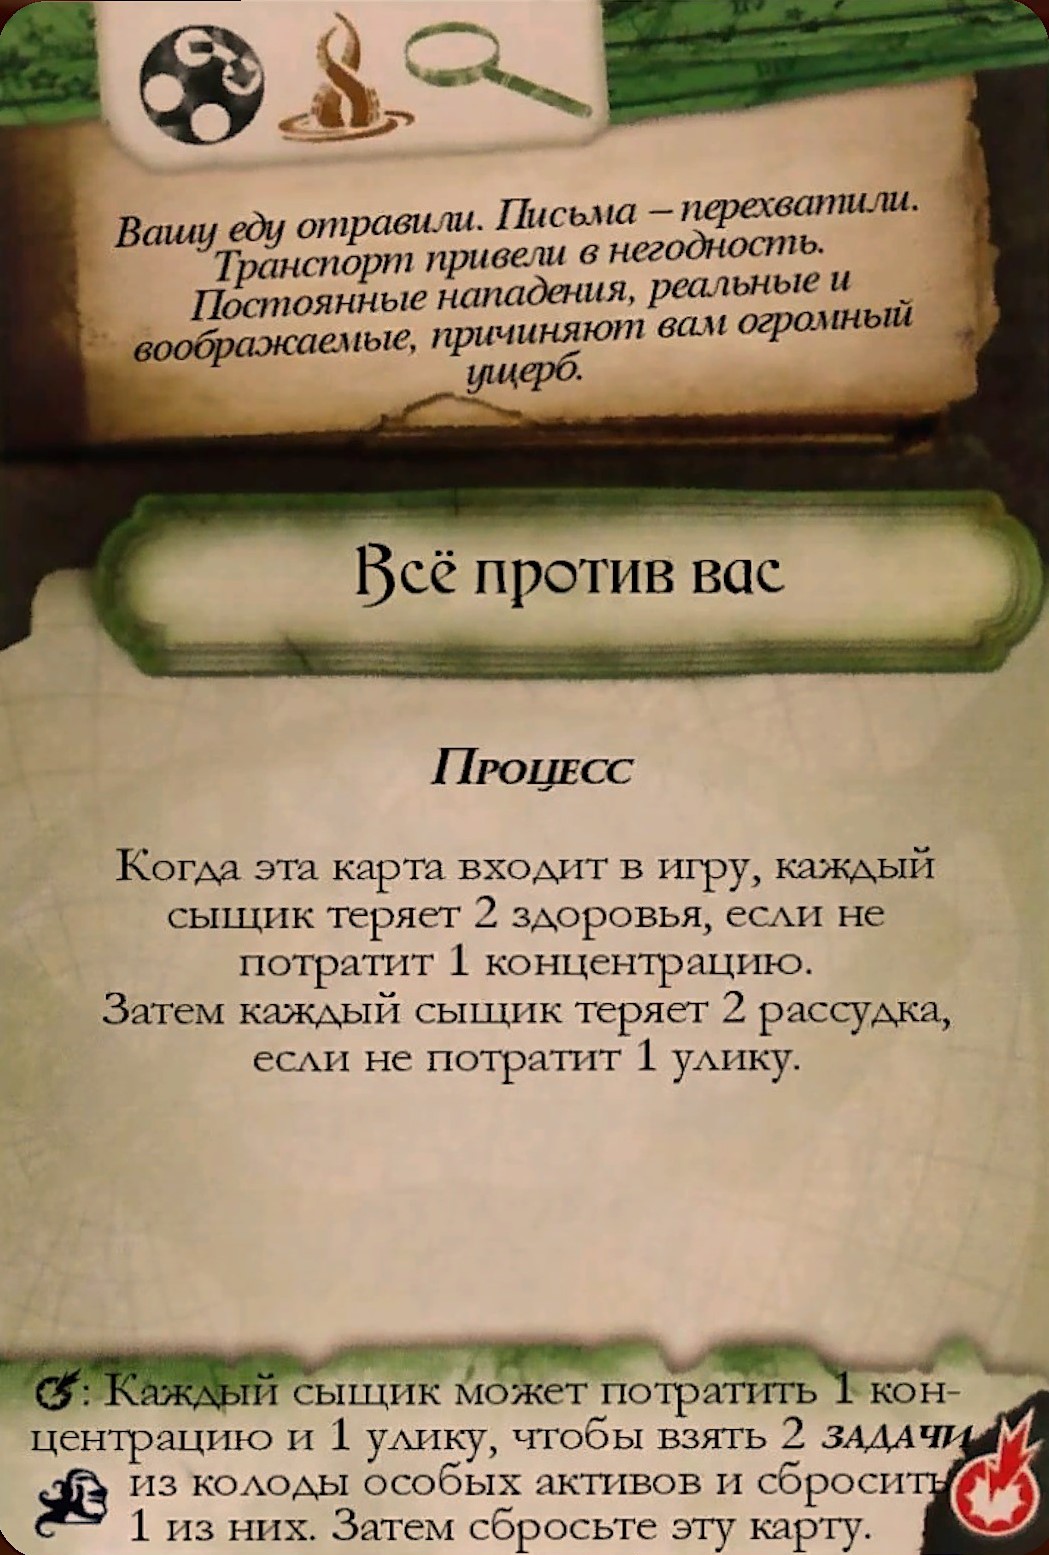 Вашу еду отравили. Письма – перехватили.
Транспорт привели в негодность.
Постоянные нападения, реальные и
воображаемые, причиняют вам огромный
ущерб.
Всё против вас
Процесс
Когда эта карта входит в игру, каждый
сыщик теряет 2 здоровья, если не
потратит 1 концентрацию.
Затем каждый сыщик теряет 2 рассудка,
если не потратит 1 улику.
: Каждый сыщик может потратить 1 кон-
центрацию и 1 улику, чтобы взять 2 ЗАДАЧИ
из колоды особых активов и сбросить
1 из них. Затем сбросьте эту карту.